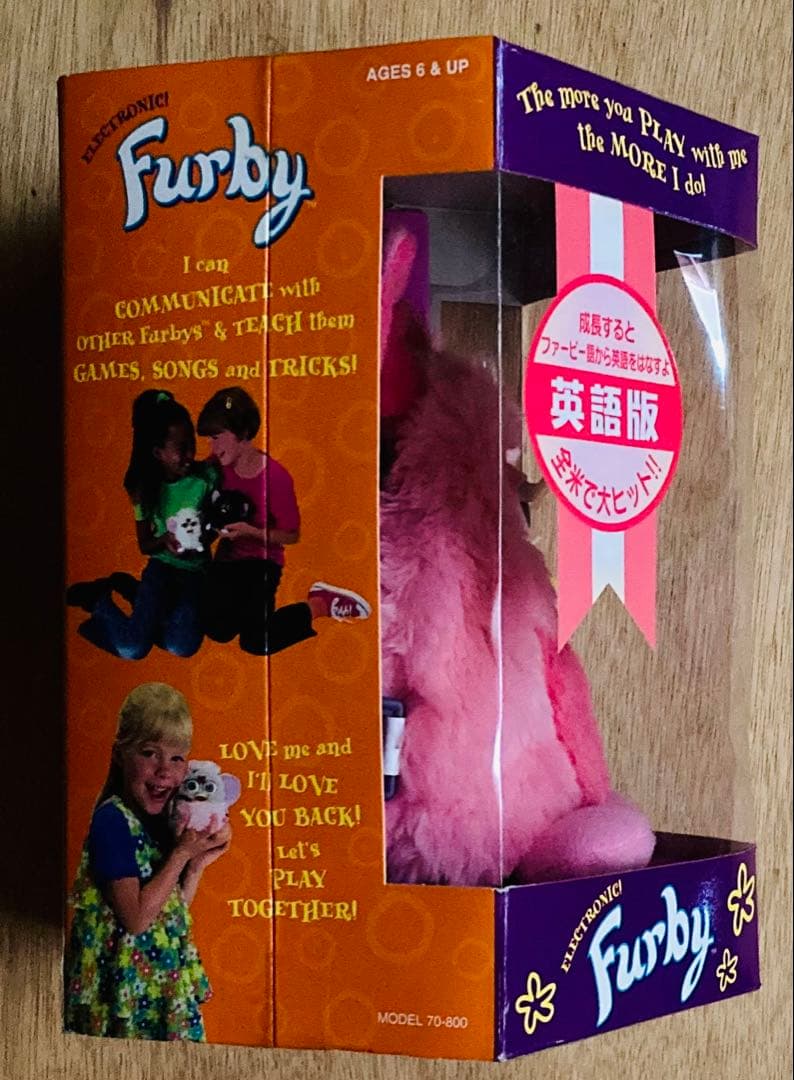 AGES 6 & UP
ELECTRONIC!
Furby™
I can
COMMUNICATE with
OTHER Furbys™ & TEACH them
GAMES, SONGS and TRICKS!
LOVE me and
I'll LOVE
YOU BACK!
Let's
PLAY
TOGETHER!
MODEL 70-800
The more you PLAY with me
the MORE I do!
成長すると
ファービー語から英語をはなすよ
英語版
全米で大ヒット!!
ELECTRONIC!
Furby™